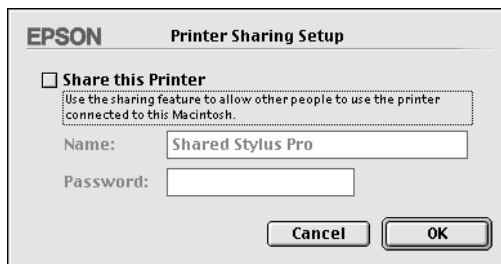 EPSON Printer Sharing Setup
Share this Printer
Use the sharing feature to allow other people to use the printer
connected to this Macintosh.
Name: Shared Stylus Pro
Password:
Cancel OK